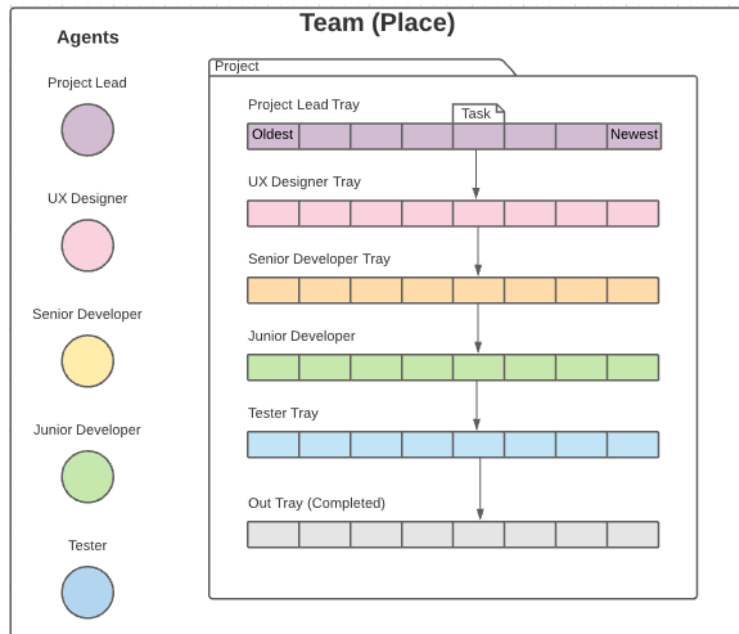 Team (Place)
Agents
Project Lead
UX Designer
Senior Developer
Junior Developer
Tester
Project
Project Lead Tray
Task
Oldest
Newest
UX Designer Tray
Senior Developer Tray
Junior Developer
Tester Tray
Out Tray (Completed)